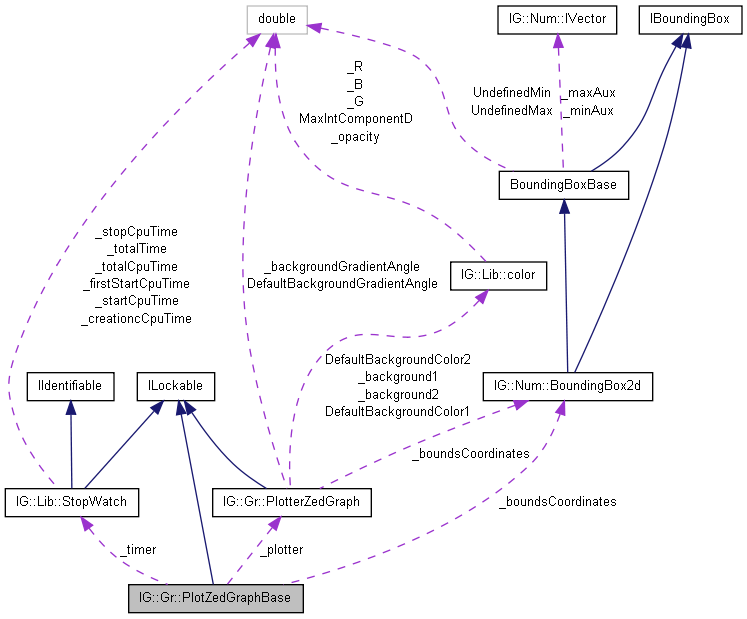 double
IG::Num::IVector
IBoundingBox
_R
_B
_G
MaxIntComponentD
_opacity
UndefinedMin
UndefinedMax
_maxAux
_minAux
BoundingBoxBase
_stopCpuTime
_totalTime
_totalCpuTime
_firstStartCpuTime
_startCpuTime
_creationcCpuTime
_backgroundGradientAngle
DefaultBackgroundGradientAngle
IG::Lib::color
DefaultBackgroundColor2
_background1
_background2
DefaultBackgroundColor1
IIdentifiable
ILockable
IG::Num::BoundingBox2d
_boundsCoordinates
IG::Lib::StopWatch
IG::Gr::PlotterZedGraph
_boundsCoordinates
_timer
_plotter
IG::Gr::PlotZedGraphBase